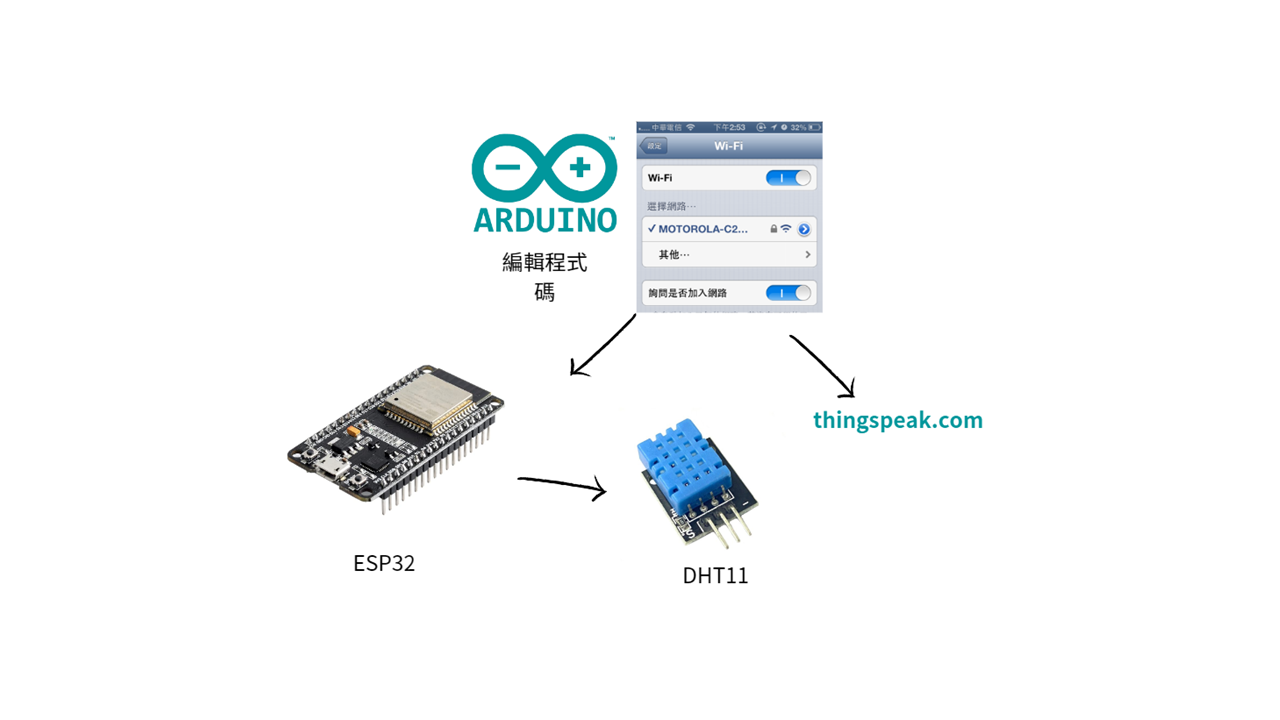 ARDUINO
™
編輯程式
碼
中華電信 下午2:53 32%
設定 Wi-Fi
Wi-Fi
選擇網路…
✓ MOTOROLA-C2...
其他…
詢問是否加入網路
thingspeak.com
ESP32
DHT11